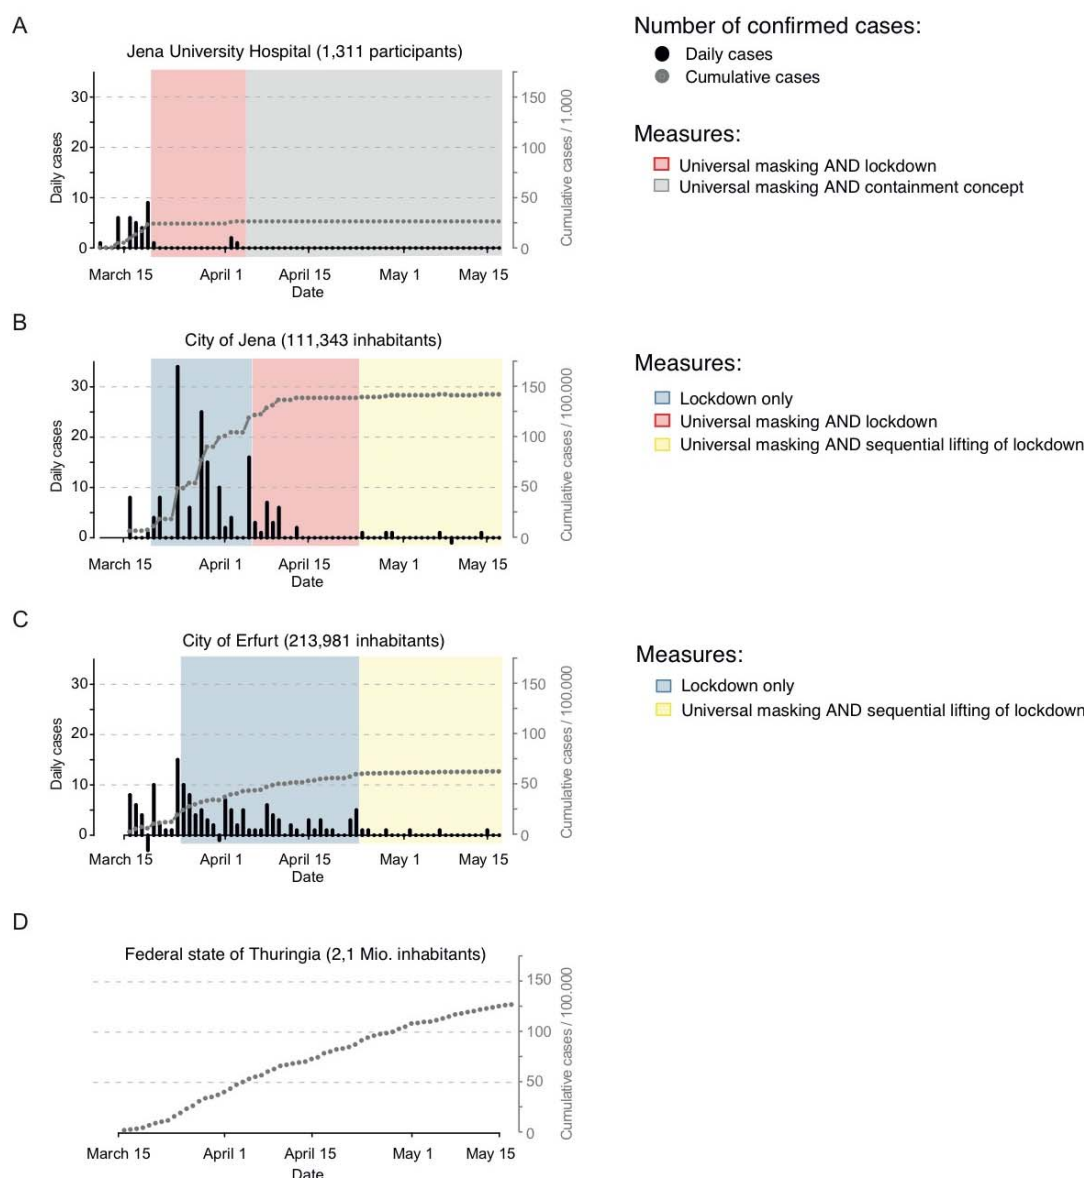 A
Jena University Hospital (1,311 participants)
30
20
10
0
Daily cases
150
100
50
0
Cumulative cases / 1.000
March 15
April 1
April 15
May 1
May 15
Date
Number of confirmed cases:
Daily cases
Cumulative cases
Measures:
Universal masking AND lockdown
Universal masking AND containment concept
B
City of Jena (111,343 inhabitants)
30
20
10
0
Daily cases
150
100
50
0
Cumulative cases / 100.000
March 15
April 1
April 15
May 1
May 15
Date
Measures:
Lockdown only
Universal masking AND lockdown
Universal masking AND sequential lifting of lockdown
C
City of Erfurt (213,981 inhabitants)
30
20
10
0
Daily cases
150
100
50
0
Cumulative cases / 100.000
March 15
April 1
April 15
May 1
May 15
Date
Measures:
Lockdown only
Universal masking AND sequential lifting of lockdown
D
Federal state of Thuringia (2,1 Mio. inhabitants)
150
100
50
0
Cumulative cases / 100.000
March 15
April 1
April 15
May 1
May 15
Date